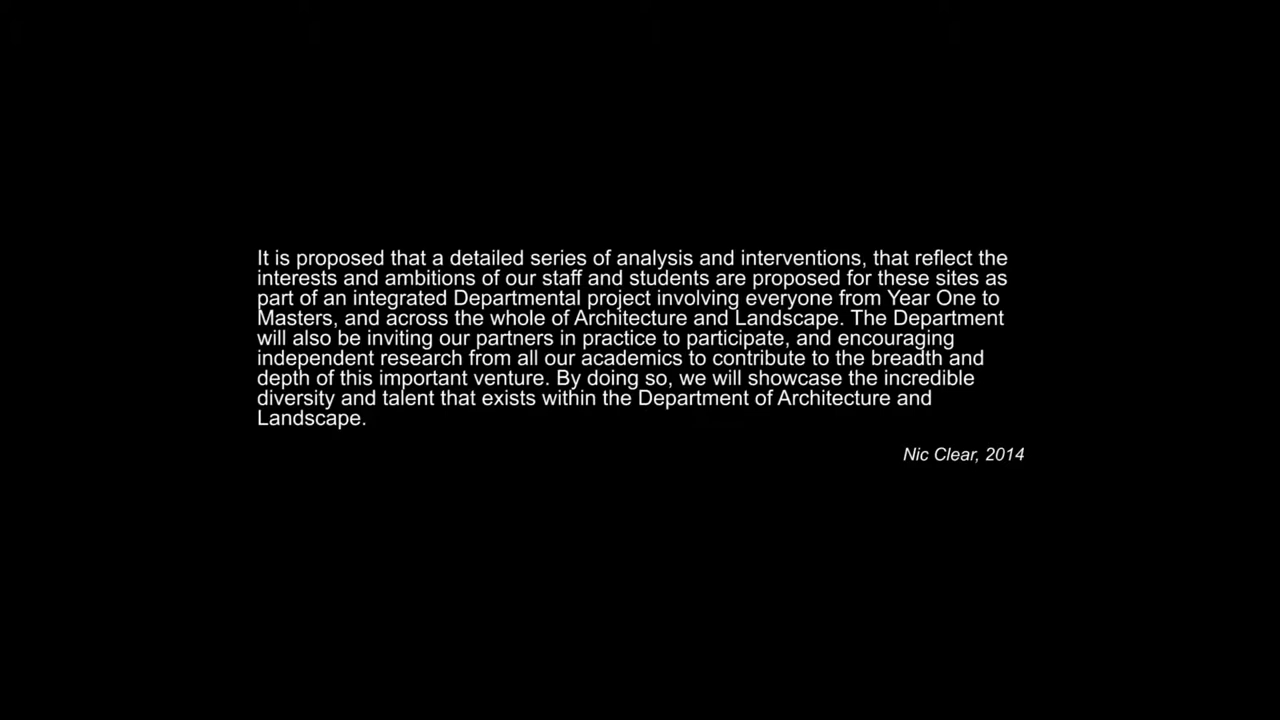 It is proposed that a detailed series of analysis and interventions, that reflect the
interests and ambitions of our staff and students are proposed for these sites as
part of an integrated Departmental project involving everyone from Year One to
Masters, and across the whole of Architecture and Landscape. The Department
will also be inviting our partners in practice to participate, and encouraging
independent research from all our academics to contribute to the breadth and
depth of this important venture. By doing so, we will showcase the incredible
diversity and talent that exists within the Department of Architecture and
Landscape.
Nic Clear, 2014